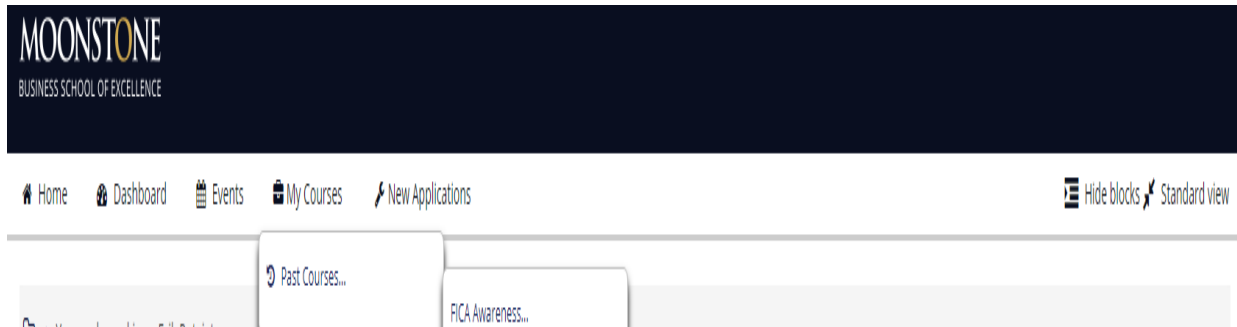 MOONSTONE
BUSINESS SCHOOL OF EXCELLENCE
Home Dashboard Events My Courses New Applications Hide blocks Standard view
Past Courses...
FICA Awareness...